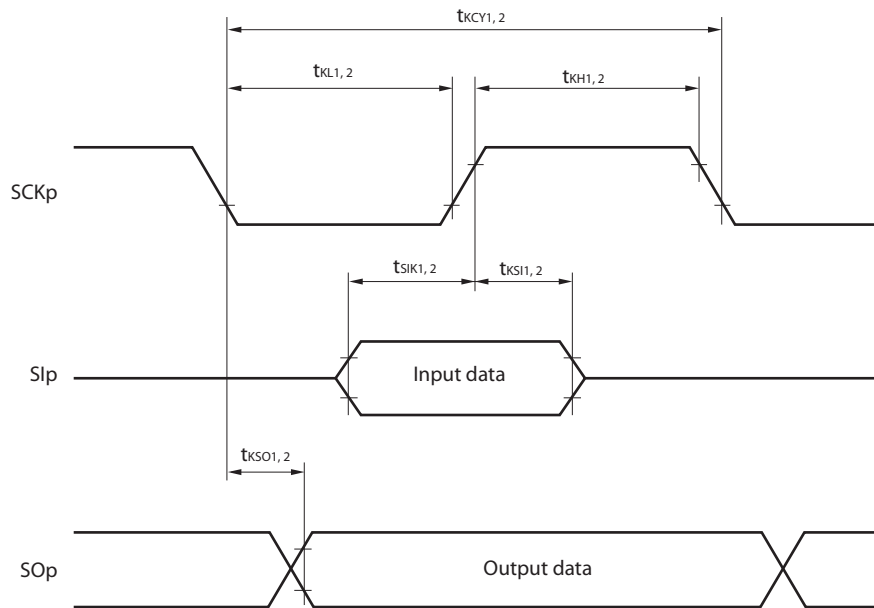 tKCY1, 2
tKL1, 2
tKH1, 2
SCKp
tSIK1, 2
tKSI1, 2
SIp
Input data
tKSO1, 2
SOp
Output data